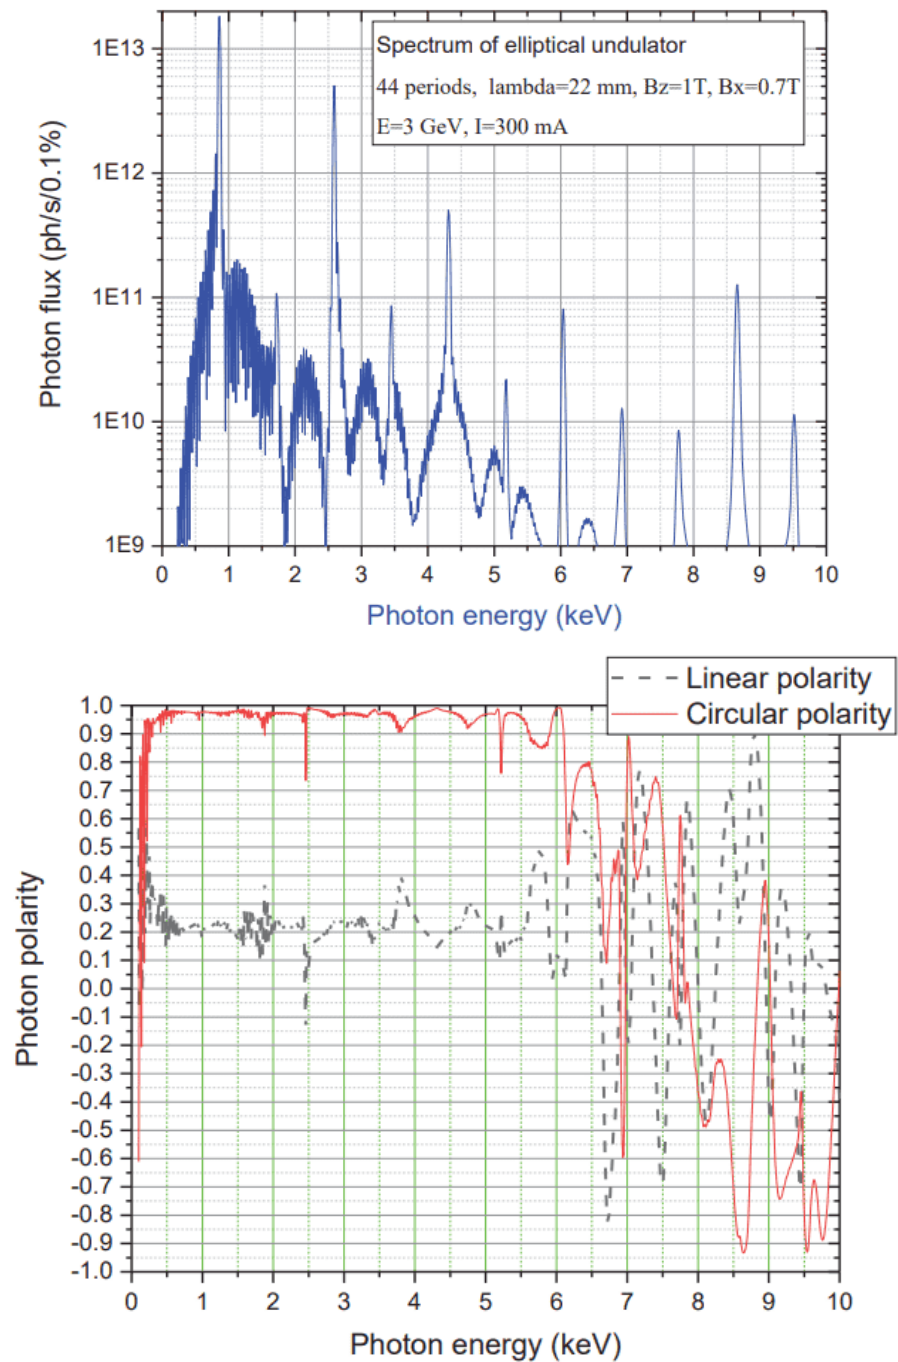 1E13
1E12
1E11
1E10
1E9
Photon flux (ph/s/0.1%)
Spectrum of elliptical undulator
44 periods, lambda=22 mm, Bz=1T, Bx=0.7T
E=3 GeV, I=300 mA
0 1 2 3 4 5 6 7 8 9 10
Photon energy (keV)
Linear polarity
Circular polarity
1.0
0.9
0.8
0.7
0.6
0.5
0.4
0.3
0.2
0.1
0.0
-0.1
-0.2
-0.3
-0.4
-0.5
-0.6
-0.7
-0.8
-0.9
-1.0
Photon polarity
0 1 2 3 4 5 6 7 8 9 10
Photon energy (keV)